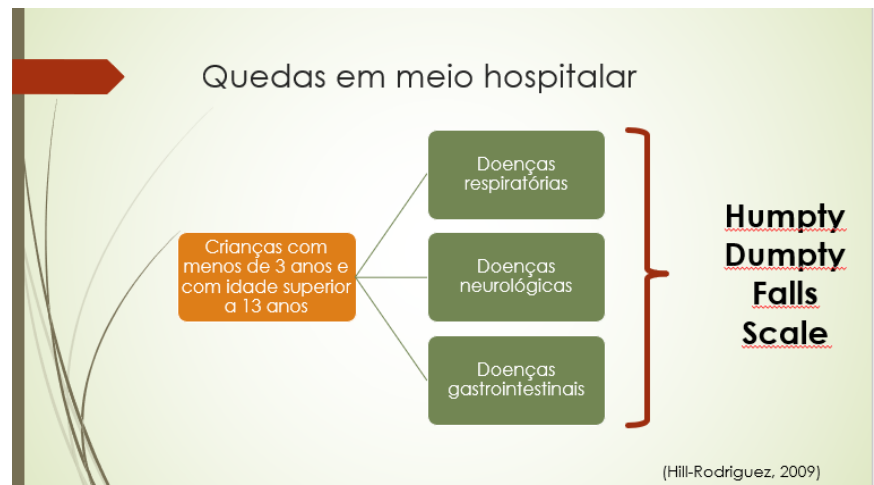 Quedas em meio hospitalar
Crianças com
menos de 3 anos e
com idade superior
a 13 anos
Doenças
respiratórias
Doenças
neurológicas
Doenças
gastrointestinais
Humpty
Dumpty
Falls
Scale
(Hill-Rodriguez, 2009)